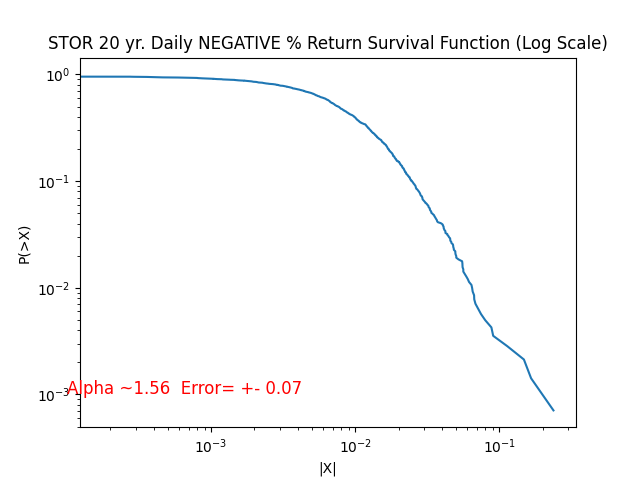 STOR 20 yr. Daily NEGATIVE % Return Survival Function (Log Scale)
10⁰
10⁻¹
10⁻²
10⁻³
P(>X)
Alpha ~1.56  Error= +- 0.07
10⁻³ 10⁻² 10⁻¹
|X|